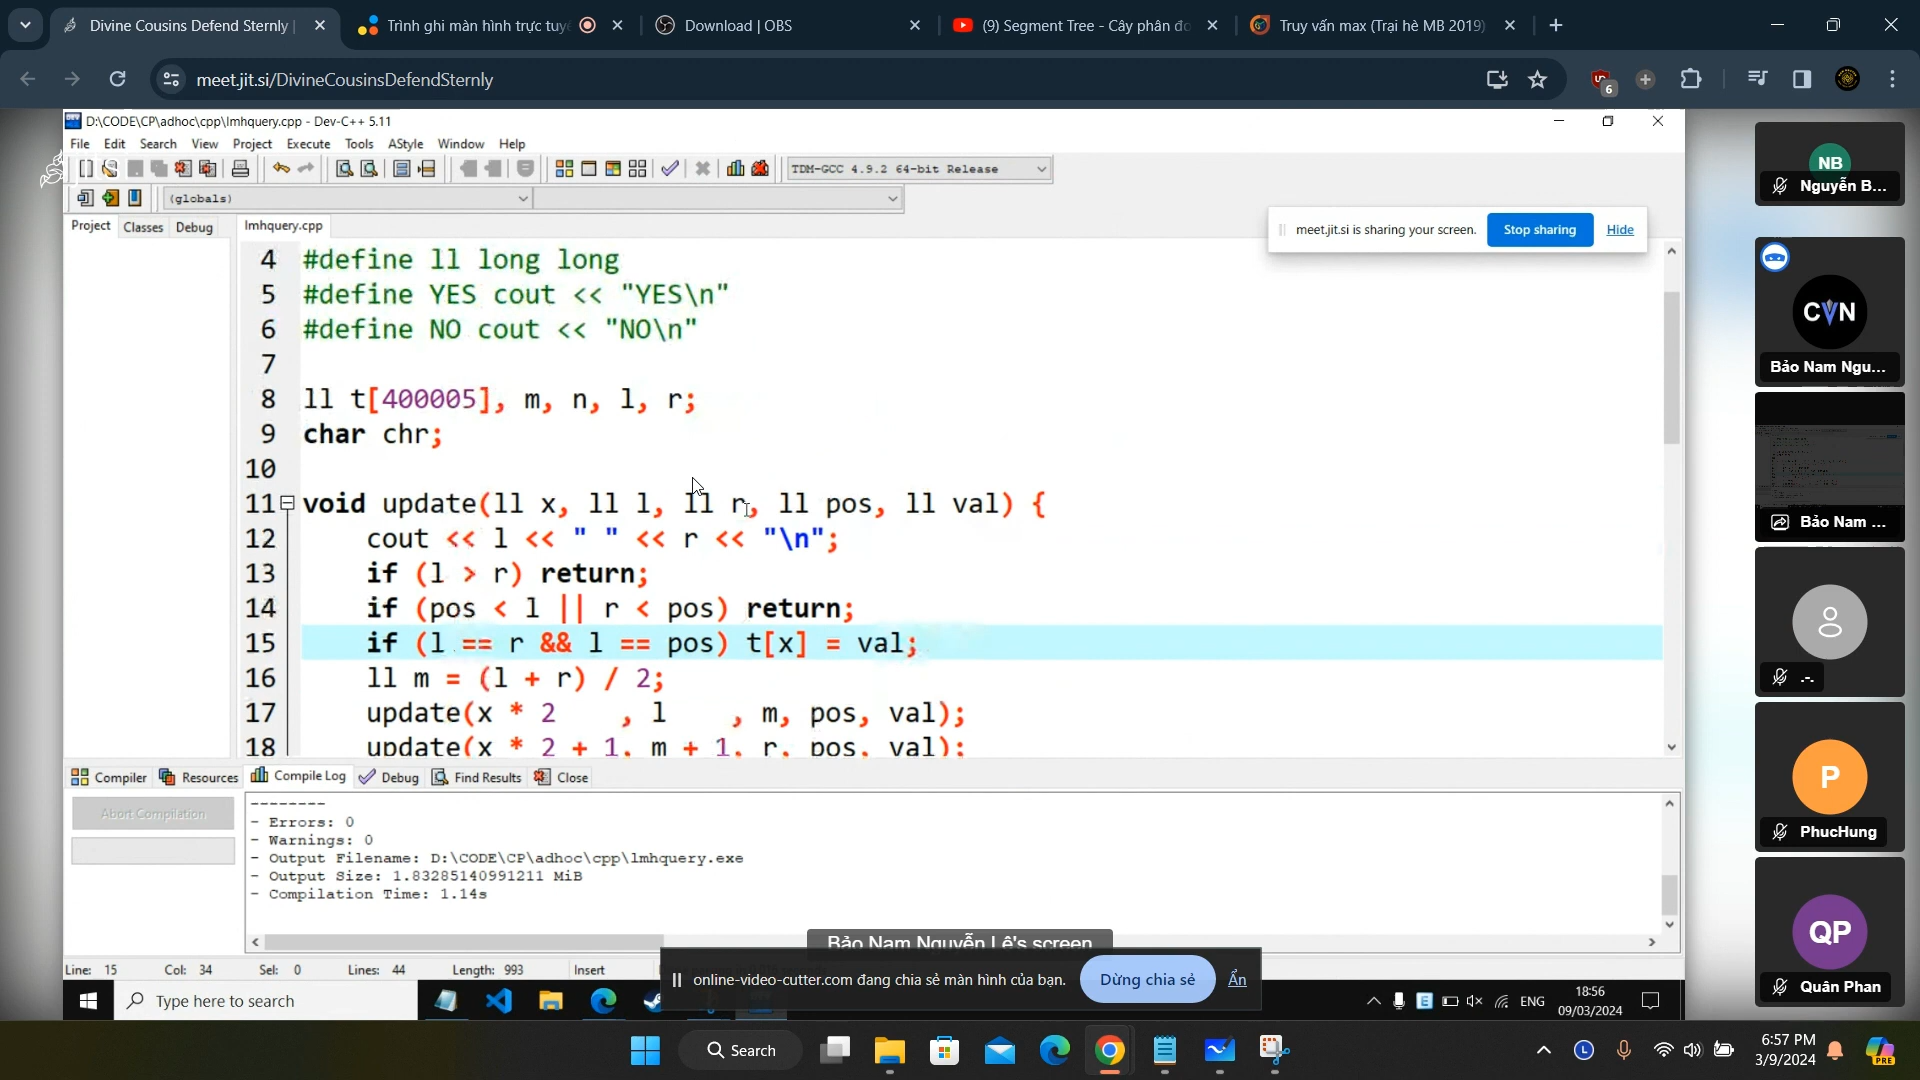 Divine Cousins Defend Sternly |
Trình ghi màn hình trực tuyế
Download | OBS
(9) Segment Tree - Cây phân đo
Truy vấn max (Trại hè MB 2019)
meet.jit.si/DivineCousinsDefendSternly
6
D:\CODE\CP\adhoc\cpp\lmhquery.cpp - Dev-C++ 5.11
File Edit Search View Project Execute Tools AStyle Window Help
TDM-GCC 4.9.2 64-bit Release
(globals)
Project Classes Debug
lmhquery.cpp
meet.jit.si is sharing your screen. Stop sharing Hide
4 #define ll long long
5 #define YES cout << "YES\n"
6 #define NO cout << "NO\n"
7
8 ll t[400005], m, n, l, r;
9 char chr;
10
11 void update(ll x, ll l, ll r, ll pos, ll val) {
12 cout << l << " " << r << "\n";
13 if (l > r) return;
14 if (pos < l || r < pos) return;
15 if (l == r && l == pos) t[x] = val;
16 ll m = (l + r) / 2;
17 update(x * 2    , l    , m, pos, val);
18 update(x * 2 + 1, m + 1, r, pos, val);
Compiler Resources Compile Log Debug Find Results Close
Abort Compilation
--------
- Errors: 0
- Warnings: 0
- Output Filename: D:\CODE\CP\adhoc\cpp\lmhquery.exe
- Output Size: 1.83285140991211 MiB
- Compilation Time: 1.14s
Bảo Nam Nguyễn Lê's screen
Line: 15 Col: 34 Sel: 0 Lines: 44 Length: 993 Insert
online-video-cutter.com đang chia sẻ màn hình của bạn. Dừng chia sẻ Ẩn
Type here to search
ENG
18:56
09/03/2024
NB
Nguyễn B...
CVN
Bảo Nam Ngu...
Bảo Nam ...
.-.
P
PhucHung
QP
Quân Phan
Search
L
6:57 PM
3/9/2024
PRE